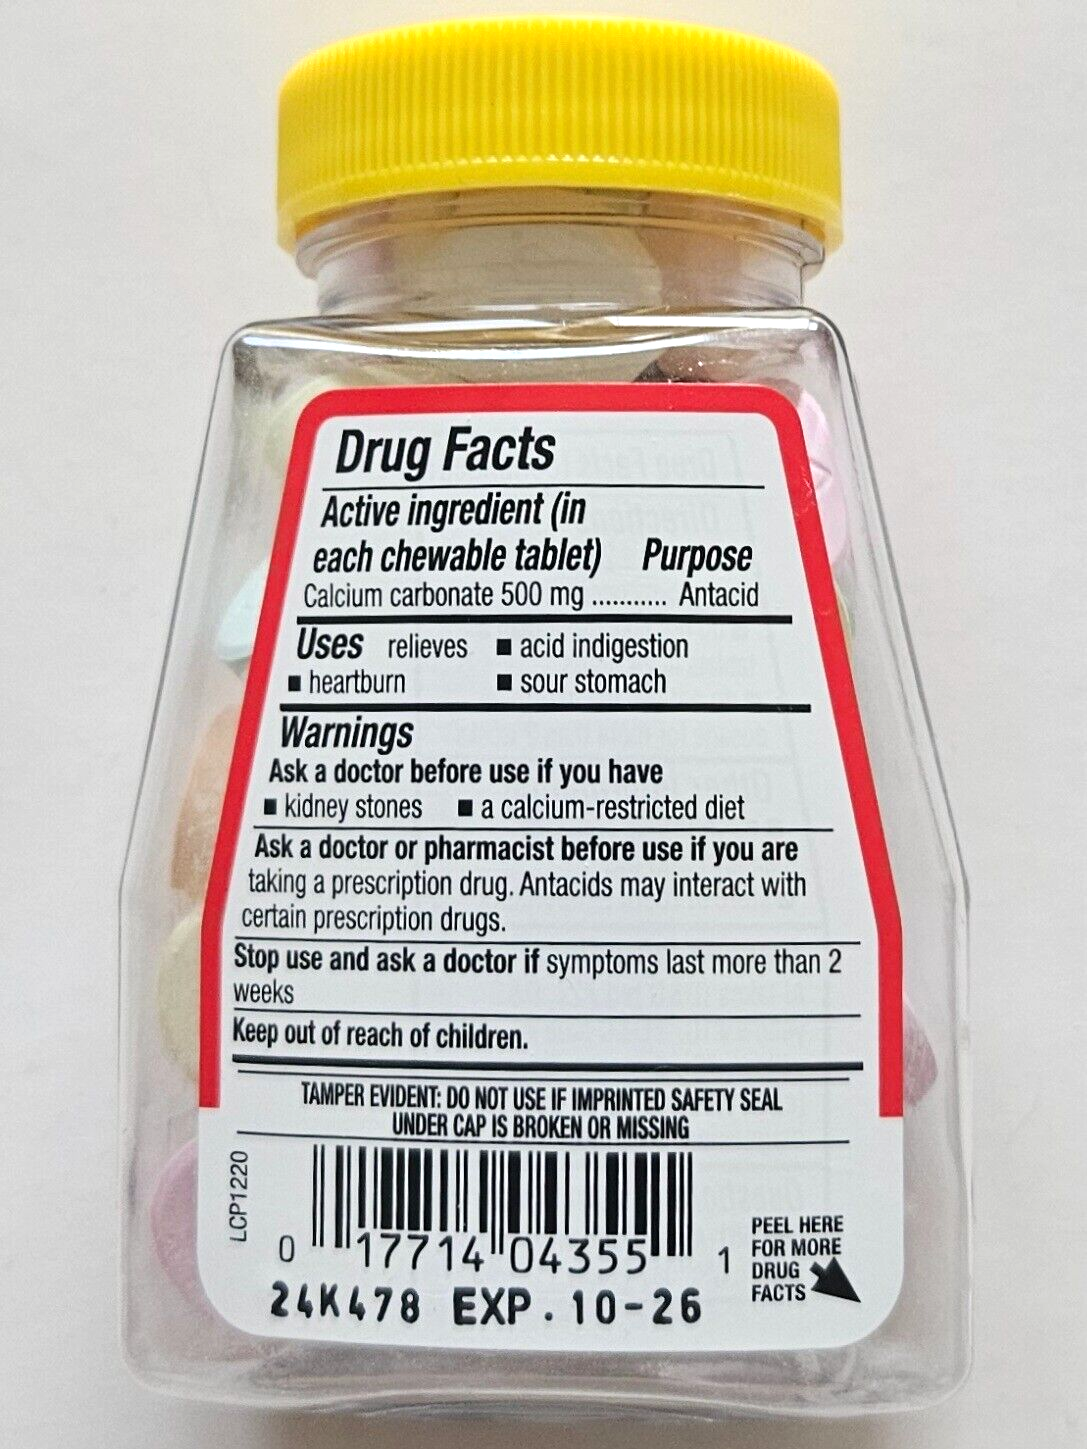 Drug Facts
Active ingredient (in
each chewable tablet) Purpose
Calcium carbonate 500 mg ........... Antacid
Uses relieves ■ acid indigestion
■ heartburn ■ sour stomach
Warnings
Ask a doctor before use if you have
■ kidney stones ■ a calcium-restricted diet
Ask a doctor or pharmacist before use if you are
taking a prescription drug. Antacids may interact with
certain prescription drugs.
Stop use and ask a doctor if symptoms last more than 2
weeks
Keep out of reach of children.
TAMPER EVIDENT: DO NOT USE IF IMPRINTED SAFETY SEAL
UNDER CAP IS BROKEN OR MISSING
LCP1220
0 17714 04355 1
PEEL HERE
FOR MORE
DRUG
FACTS
24K478 EXP. 10-26